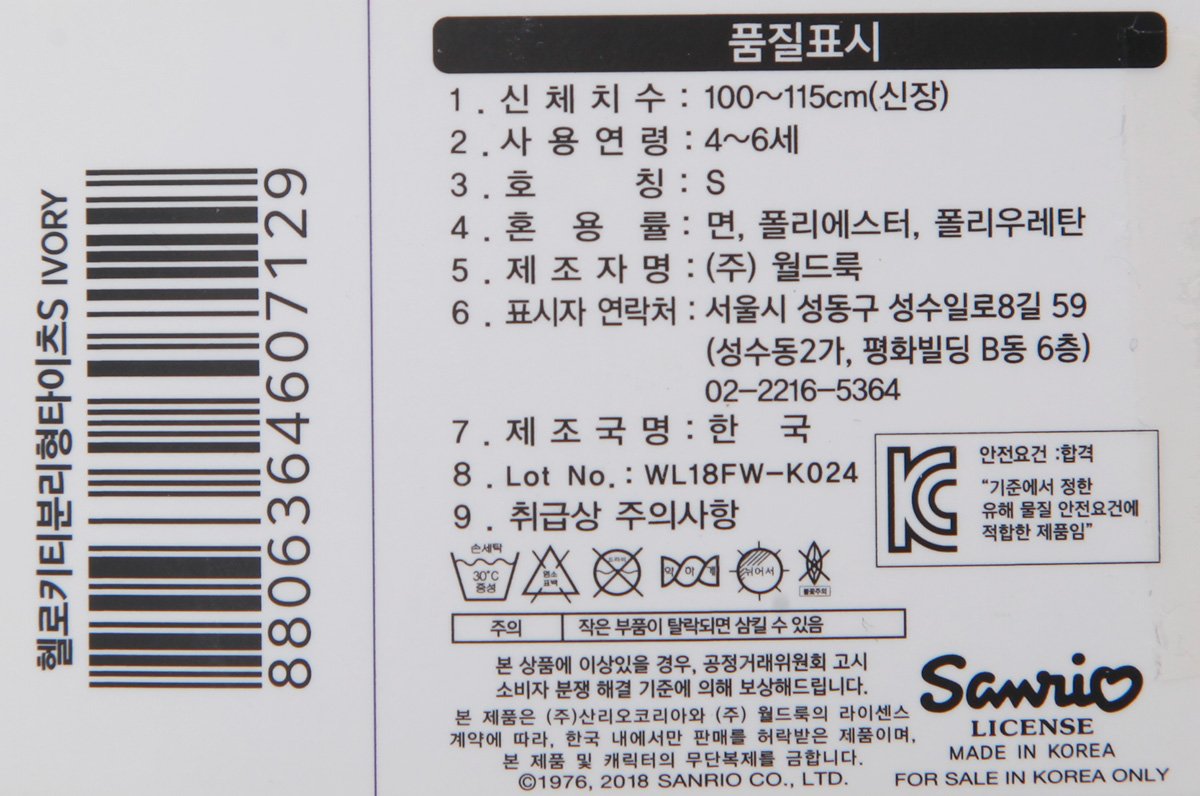 헬로키티분리형타이츠S IVORY
8806364607129
품질표시
1. 신체치수 : 100~115cm(신장)
2. 사용연령 : 4~6세
3. 호 칭 : S
4. 혼 용 률 : 면, 폴리에스터, 폴리우레탄
5. 제조자명 : (주) 월드룩
6. 표시자 연락처 : 서울시 성동구 성수일로8길 59
(성수동2가, 평화빌딩 B동 6층)
02-2216-5364
7. 제조국명 : 한 국
8. Lot No. : WL18FW-K024
9. 취급상 주의사항
안전요건 :합격
"기준에서 정한
유해 물질 안전요건에
적합한 제품임"
손세탁
30°C
중성
염소
표백
드라이
약하게
뉘어서
불꽃주의
주의 작은 부품이 탈락되면 삼킬 수 있음
본 상품에 이상있을 경우, 공정거래위원회 고시
소비자 분쟁 해결 기준에 의해 보상해드립니다.
본 제품은 (주)산리오코리아와 (주) 월드룩의 라이센스
계약에 따라, 한국 내에서만 판매를 허락받은 제품이며,
본 제품 및 캐릭터의 무단복제를 금합니다.
©1976, 2018 SANRIO CO., LTD.
Sanrio
LICENSE
MADE IN KOREA
FOR SALE IN KOREA ONLY